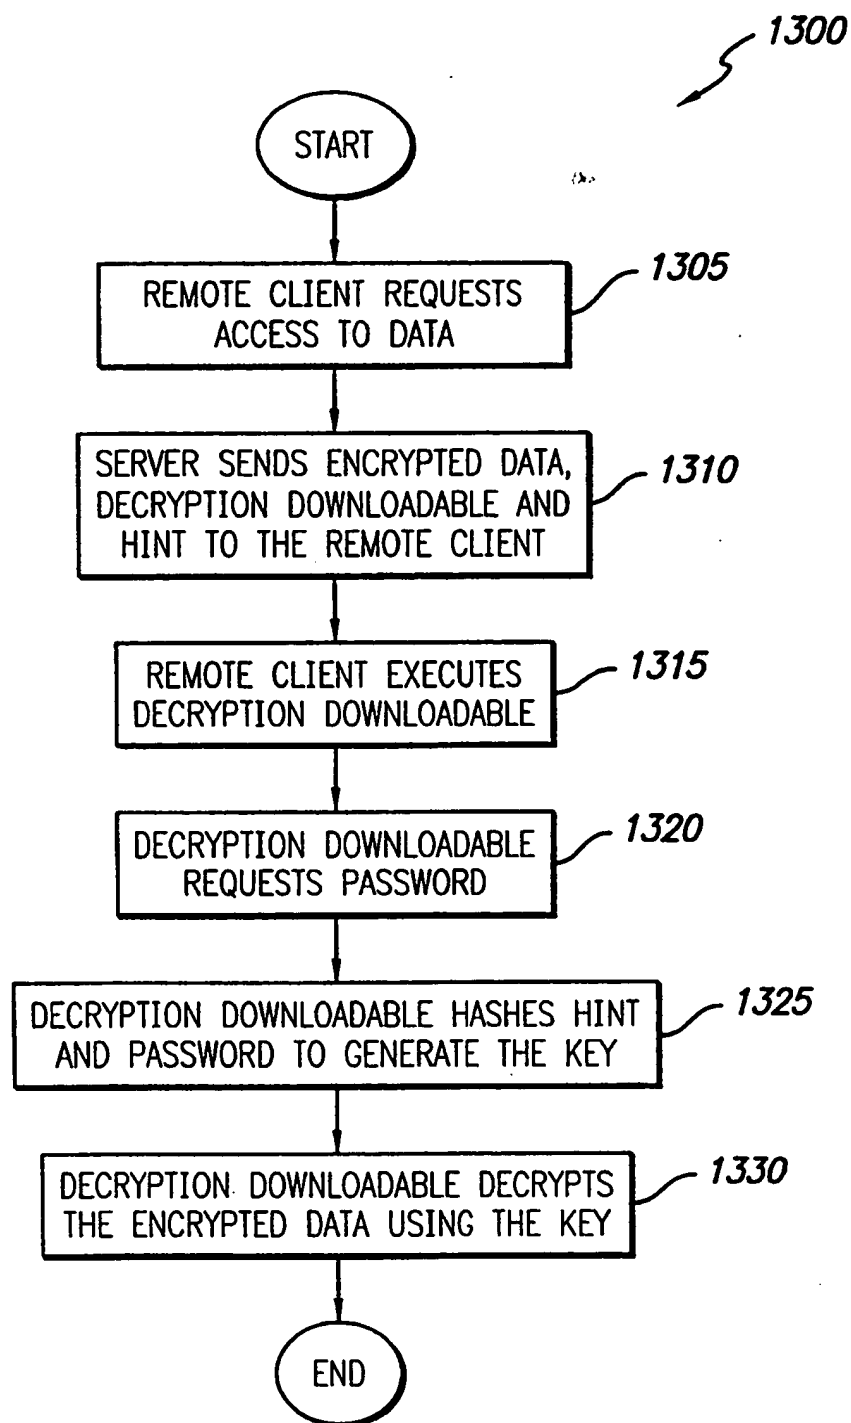 1300
START
REMOTE CLIENT REQUESTS
ACCESS TO DATA
1305
SERVER SENDS ENCRYPTED DATA,
DECRYPTION DOWNLOADABLE AND
HINT TO THE REMOTE CLIENT
1310
REMOTE CLIENT EXECUTES
DECRYPTION DOWNLOADABLE
1315
DECRYPTION DOWNLOADABLE
REQUESTS PASSWORD
1320
DECRYPTION DOWNLOADABLE HASHES HINT
AND PASSWORD TO GENERATE THE KEY
1325
DECRYPTION DOWNLOADABLE DECRYPTS
THE ENCRYPTED DATA USING THE KEY
1330
END